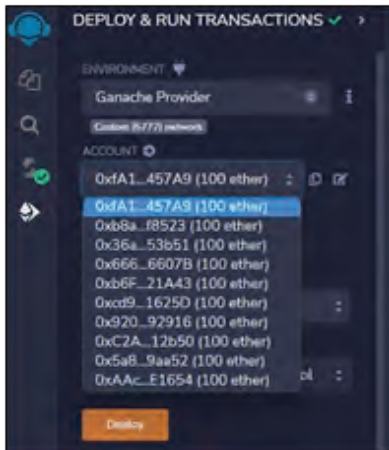 DEPLOY & RUN TRANSACTIONS
ENVIRONMENT
Ganache Provider
Custom (5777) network
ACCOUNT
0xfA1...457A9 (100 ether)
0xfA1...457A9 (100 ether)
0xb8a...f8523 (100 ether)
0x36a...53b51 (100 ether)
0x666...6607B (100 ether)
0xb6F...21A43 (100 ether)
0xcd9...1625D (100 ether)
0x920...92916 (100 ether)
0xC2A...12b50 (100 ether)
0x5a8...9aa52 (100 ether)
0xAAc...E1654 (100 ether)
ol
Deploy